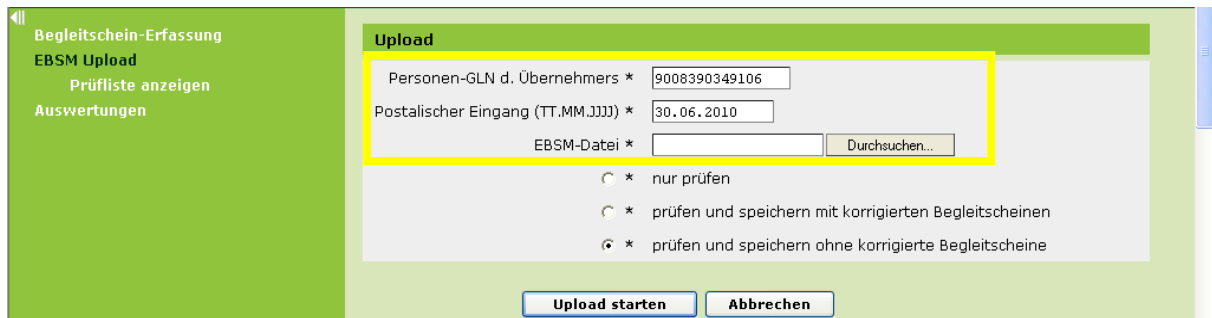 Begleitschein-Erfassung
EBSM Upload
Prüfliste anzeigen
Auswertungen
Upload
Personen-GLN d. Übernehmers * 9008390349106
Postalischer Eingang (TT.MM.JJJJ) * 30.06.2010
EBSM-Datei * Durchsuchen...
* nur prüfen
* prüfen und speichern mit korrigierten Begleitscheinen
* prüfen und speichern ohne korrigierte Begleitscheine
Upload starten Abbrechen